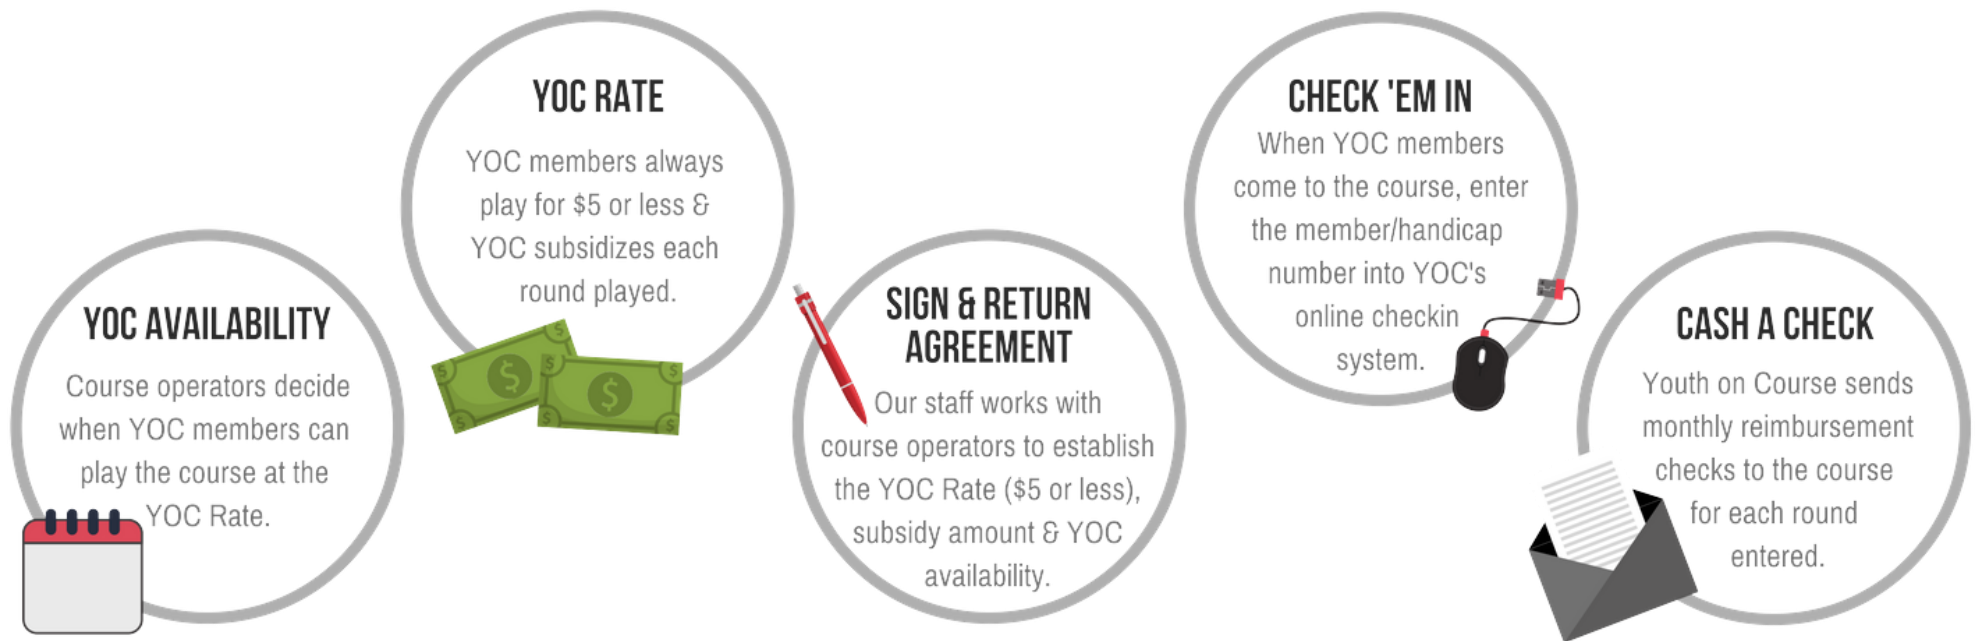 YOC AVAILABILITY
Course operators decide
when YOC members can
play the course at the
YOC Rate.
YOC RATE
YOC members always
play for $5 or less &
YOC subsidizes each
round played.
$
$
$
$
$
$
$
$
$
SIGN & RETURN
AGREEMENT
Our staff works with
course operators to establish
the YOC Rate ($5 or less),
subsidy amount & YOC
availability.
CHECK 'EM IN
When YOC members
come to the course, enter
the member/handicap
number into YOC's
online checkin
system.
CASH A CHECK
Youth on Course sends
monthly reimbursement
checks to the course
for each round
entered.